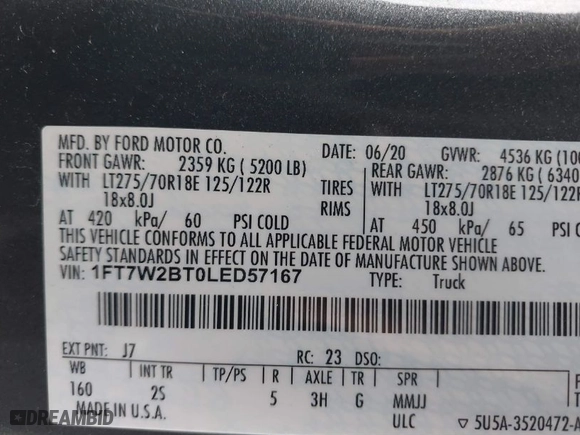 MFD. BY FORD MOTOR CO.
DATE: 06/20 GVWR: 4536 KG (100
FRONT GAWR: 2359 KG ( 5200 LB)
REAR GAWR: 2876 KG ( 6340
WITH LT275/70R18E 125/122R TIRES WITH LT275/70R18E 125/122
18x8.0J RIMS 18x8.0J
AT 420 kPa/ 60 PSI COLD AT 450 kPa/ 65 PSI CO
THIS VEHICLE CONFORMS TO ALL APPLICABLE FEDERAL MOTOR VEHICLE
SAFETY STANDARDS IN EFFECT ON THE DATE OF MANUFACTURE SHOWN ABOVE.
VIN: 1FT7W2BT0LED57167 TYPE: Truck
EXT PNT: J7 RC: 23 DSO:
WB INT TR TP/PS R AXLE TR SPR
160 2S 5 3H G MMJJ
MADE IN U.S.A. ULC ▽ 5U5A-3520472-A
DREAMBID